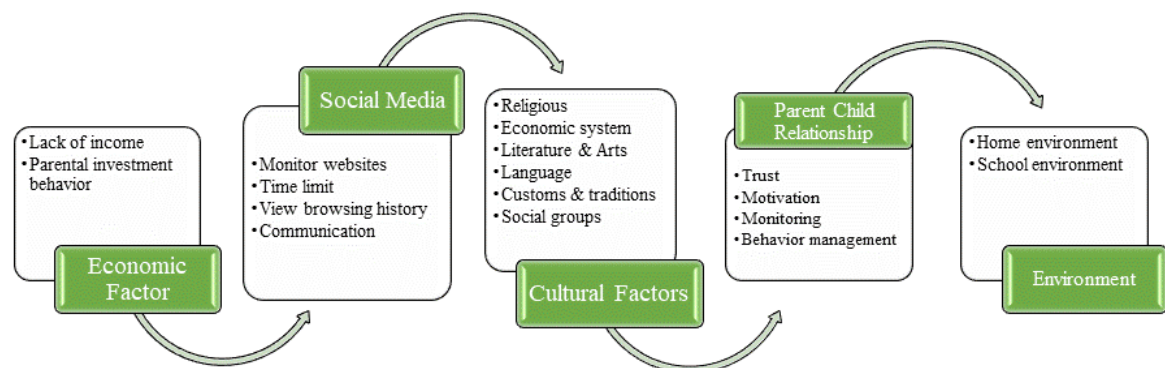 • Lack of income
• Parental investment
behavior
Economic
Factor
Social Media
• Monitor websites
• Time limit
• View browsing history
• Communication
• Religious
• Economic system
• Literature & Arts
• Language
• Customs & traditions
• Social groups
Cultural Factors
Parent Child
Relationship
• Trust
• Motivation
• Monitoring
• Behavior management
• Home environment
• School environment
Environment